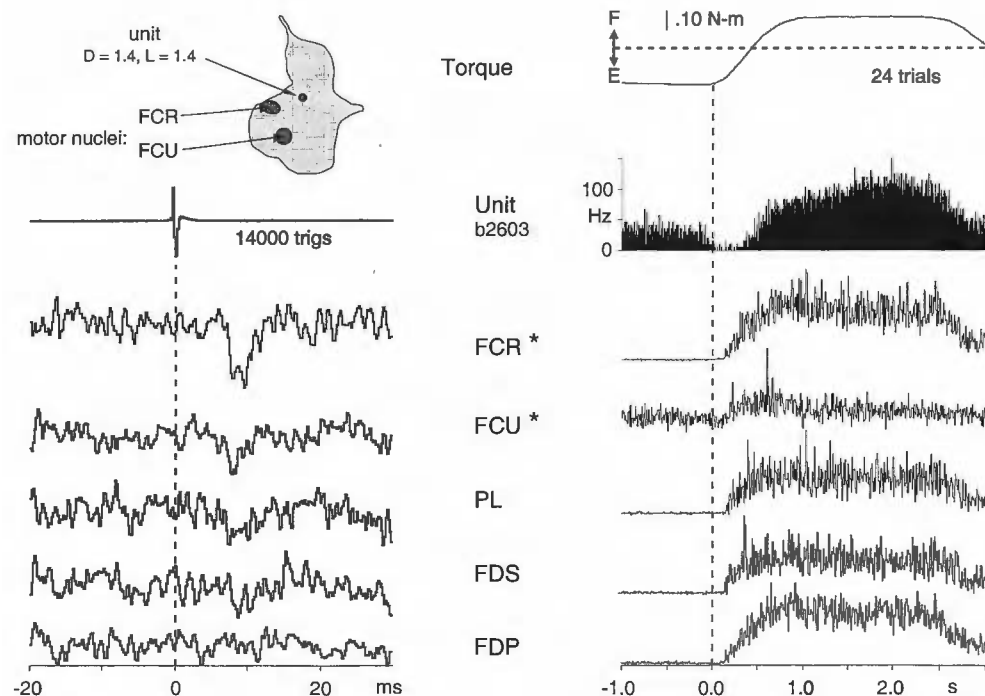 unit
D = 1.4, L = 1.4
FCR
motor nuclei:
FCU
14000 trigs
Torque
F
E
.10 N-m
24 trials
Unit
b2603
100
Hz
0
FCR *
FCU *
PL
FDS
FDP
-20
0
20
ms
-1.0
0.0
1.0
2.0
s